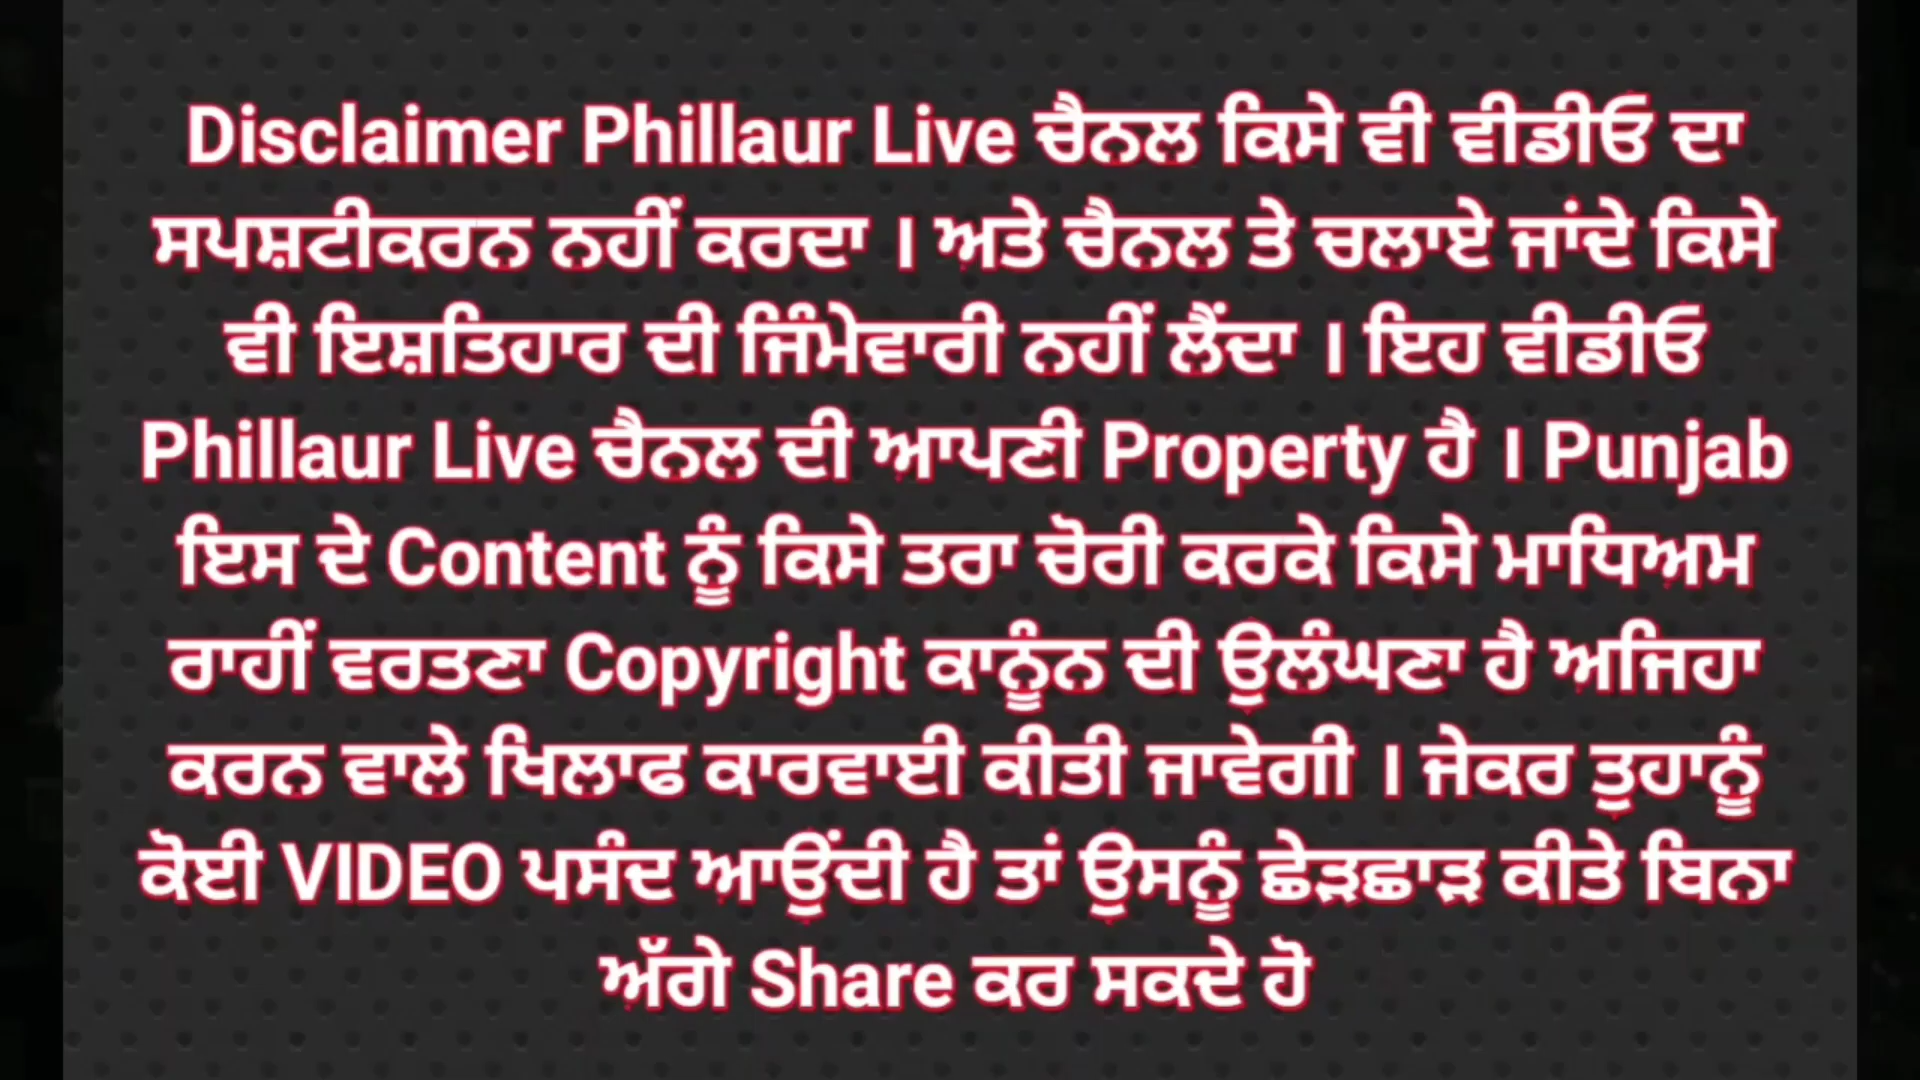 Disclaimer Phillaur Live ਚੈਨਲ ਕਿਸੇ ਵੀ ਵੀਡੀਓ ਦਾ
ਸਪਸ਼ਟੀਕਰਨ ਨਹੀਂ ਕਰਦਾ । ਅਤੇ ਚੈਨਲ ਤੇ ਚਲਾਏ ਜਾਂਦੇ ਕਿਸੇ
ਵੀ ਇਸ਼ਤਿਹਾਰ ਦੀ ਜਿੰਮੇਵਾਰੀ ਨਹੀਂ ਲੈਂਦਾ । ਇਹ ਵੀਡੀਓ
Phillaur Live ਚੈਨਲ ਦੀ ਆਪਣੀ Property ਹੈ । Punjab
ਇਸ ਦੇ Content ਨੂੰ ਕਿਸੇ ਤਰਾ ਚੋਰੀ ਕਰਕੇ ਕਿਸੇ ਮਾਧਿਅਮ
ਰਾਹੀਂ ਵਰਤਣਾ Copyright ਕਾਨੂੰਨ ਦੀ ਉਲੰਘਣਾ ਹੈ ਅਜਿਹਾ
ਕਰਨ ਵਾਲੇ ਖਿਲਾਫ ਕਾਰਵਾਈ ਕੀਤੀ ਜਾਵੇਗੀ । ਜੇਕਰ ਤੁਹਾਨੂੰ
ਕੋਈ VIDEO ਪਸੰਦ ਆਉਂਦੀ ਹੈ ਤਾਂ ਉਸਨੂੰ ਛੇੜਛਾੜ ਕੀਤੇ ਬਿਨਾ
ਅੱਗੇ Share ਕਰ ਸਕਦੇ ਹੋ